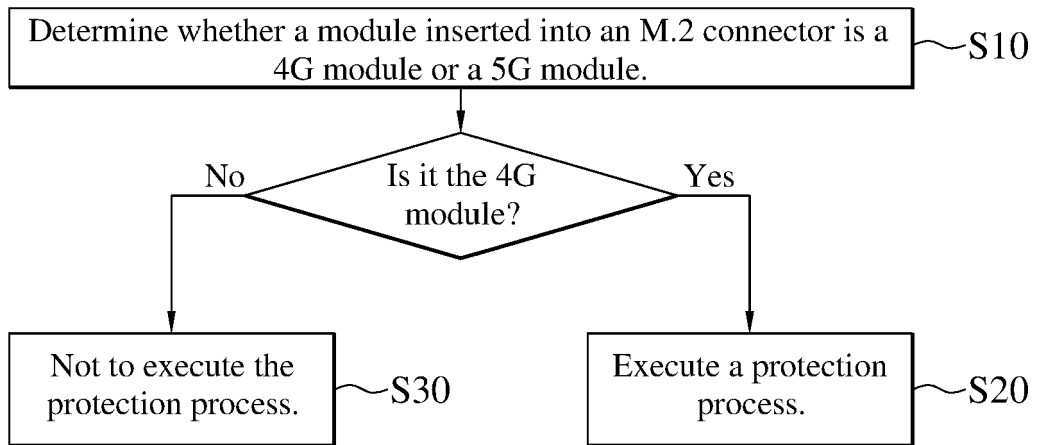 Determine whether a module inserted into an M.2 connector is a
4G module or a 5G module.
S10
Is it the 4G
module?
No
Yes
Not to execute the
protection process.
S30
Execute a protection
process.
S20